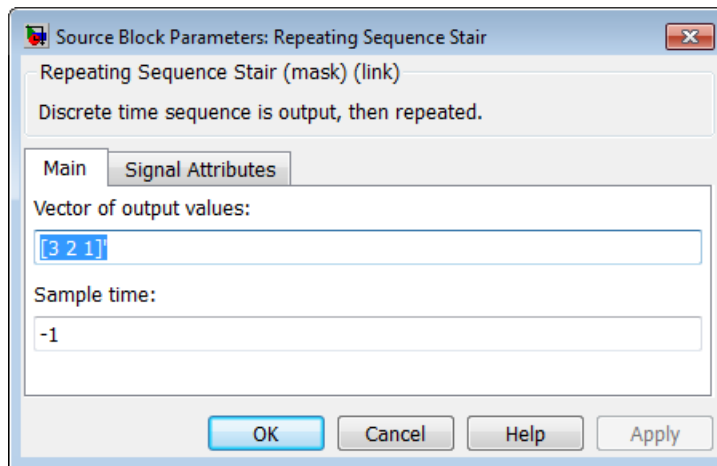 Source Block Parameters: Repeating Sequence Stair
Repeating Sequence Stair (mask) (link)
Discrete time sequence is output, then repeated.
Main Signal Attributes
Vector of output values:
[3 2 1]'
Sample time:
-1
OK Cancel Help Apply